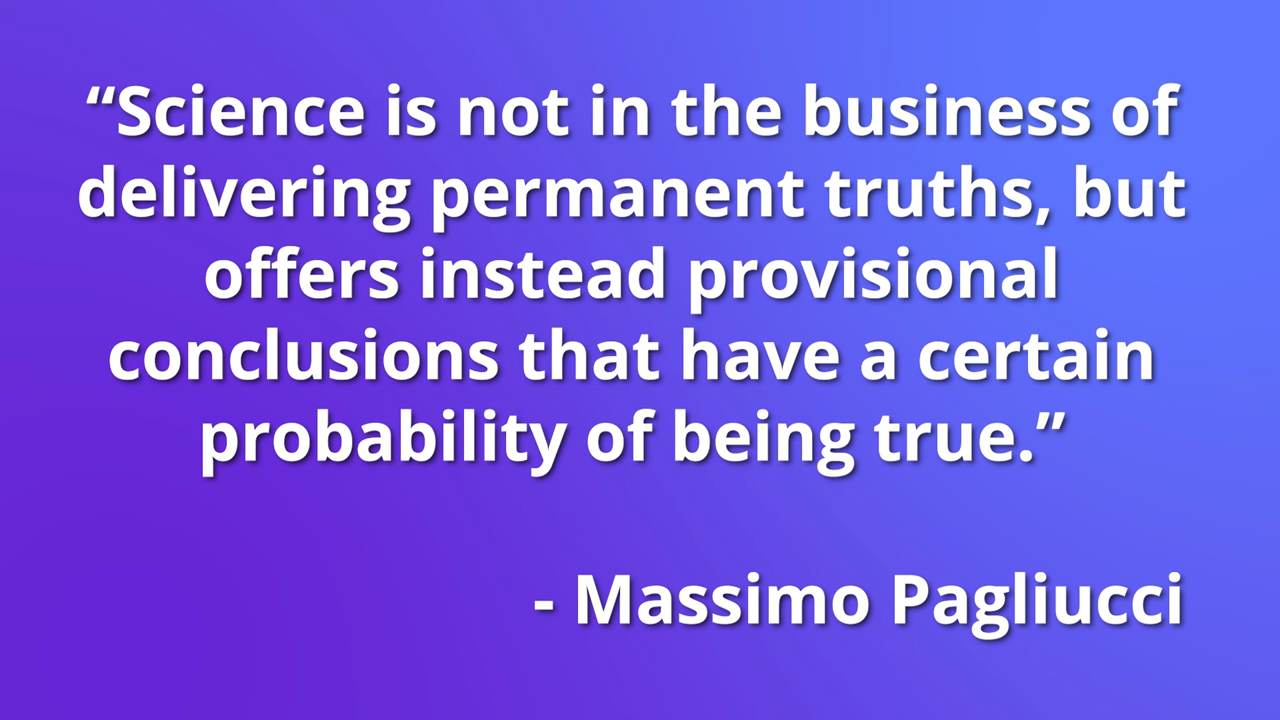 “Science is not in the business of
delivering permanent truths, but
offers instead provisional
conclusions that have a certain
probability of being true.”
- Massimo Pagliucci